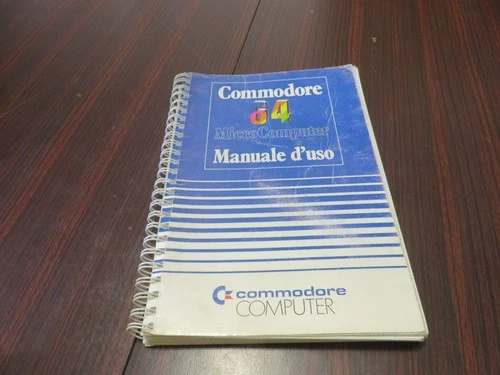 Commodore
64
MicroComputer
Manuale d'uso
commodore
COMPUTER